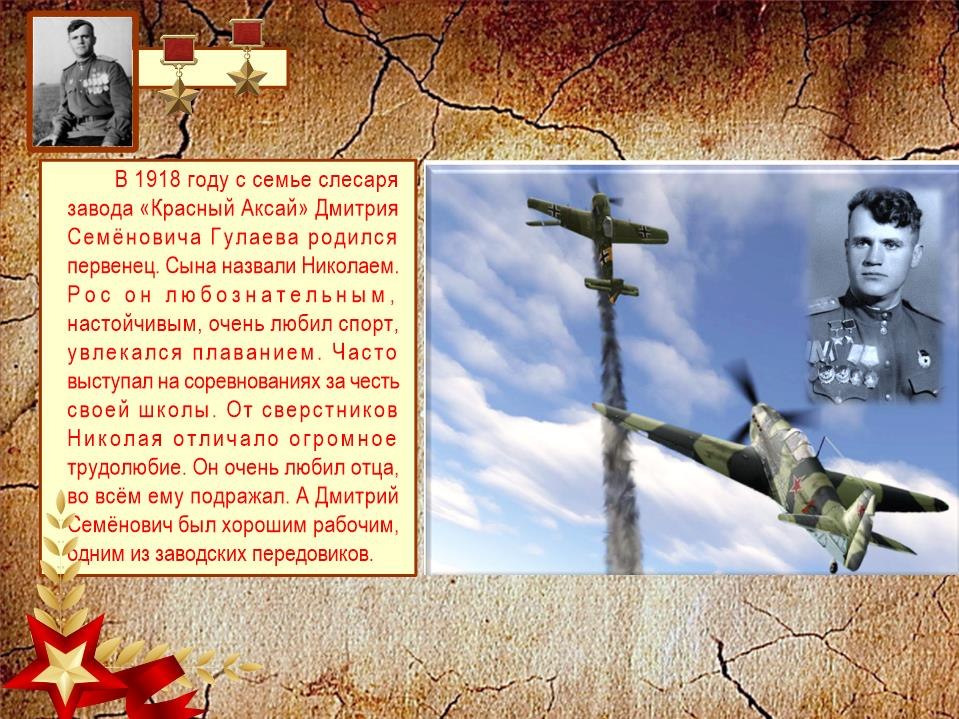 В 1918 году с семье слесаря
завода «Красный Аксай» Дмитрия
Семёновича Гулаева родился
первенец. Сына назвали Николаем.
Рос он любознательным,
настойчивым, очень любил спорт,
увлекался плаванием. Часто
выступал на соревнованиях за честь
своей школы. От сверстников
Николая отличало огромное
трудолюбие. Он очень любил отца,
во всём ему подражал. А Дмитрий
Семёнович был хорошим рабочим,
одним из заводских передовиков.